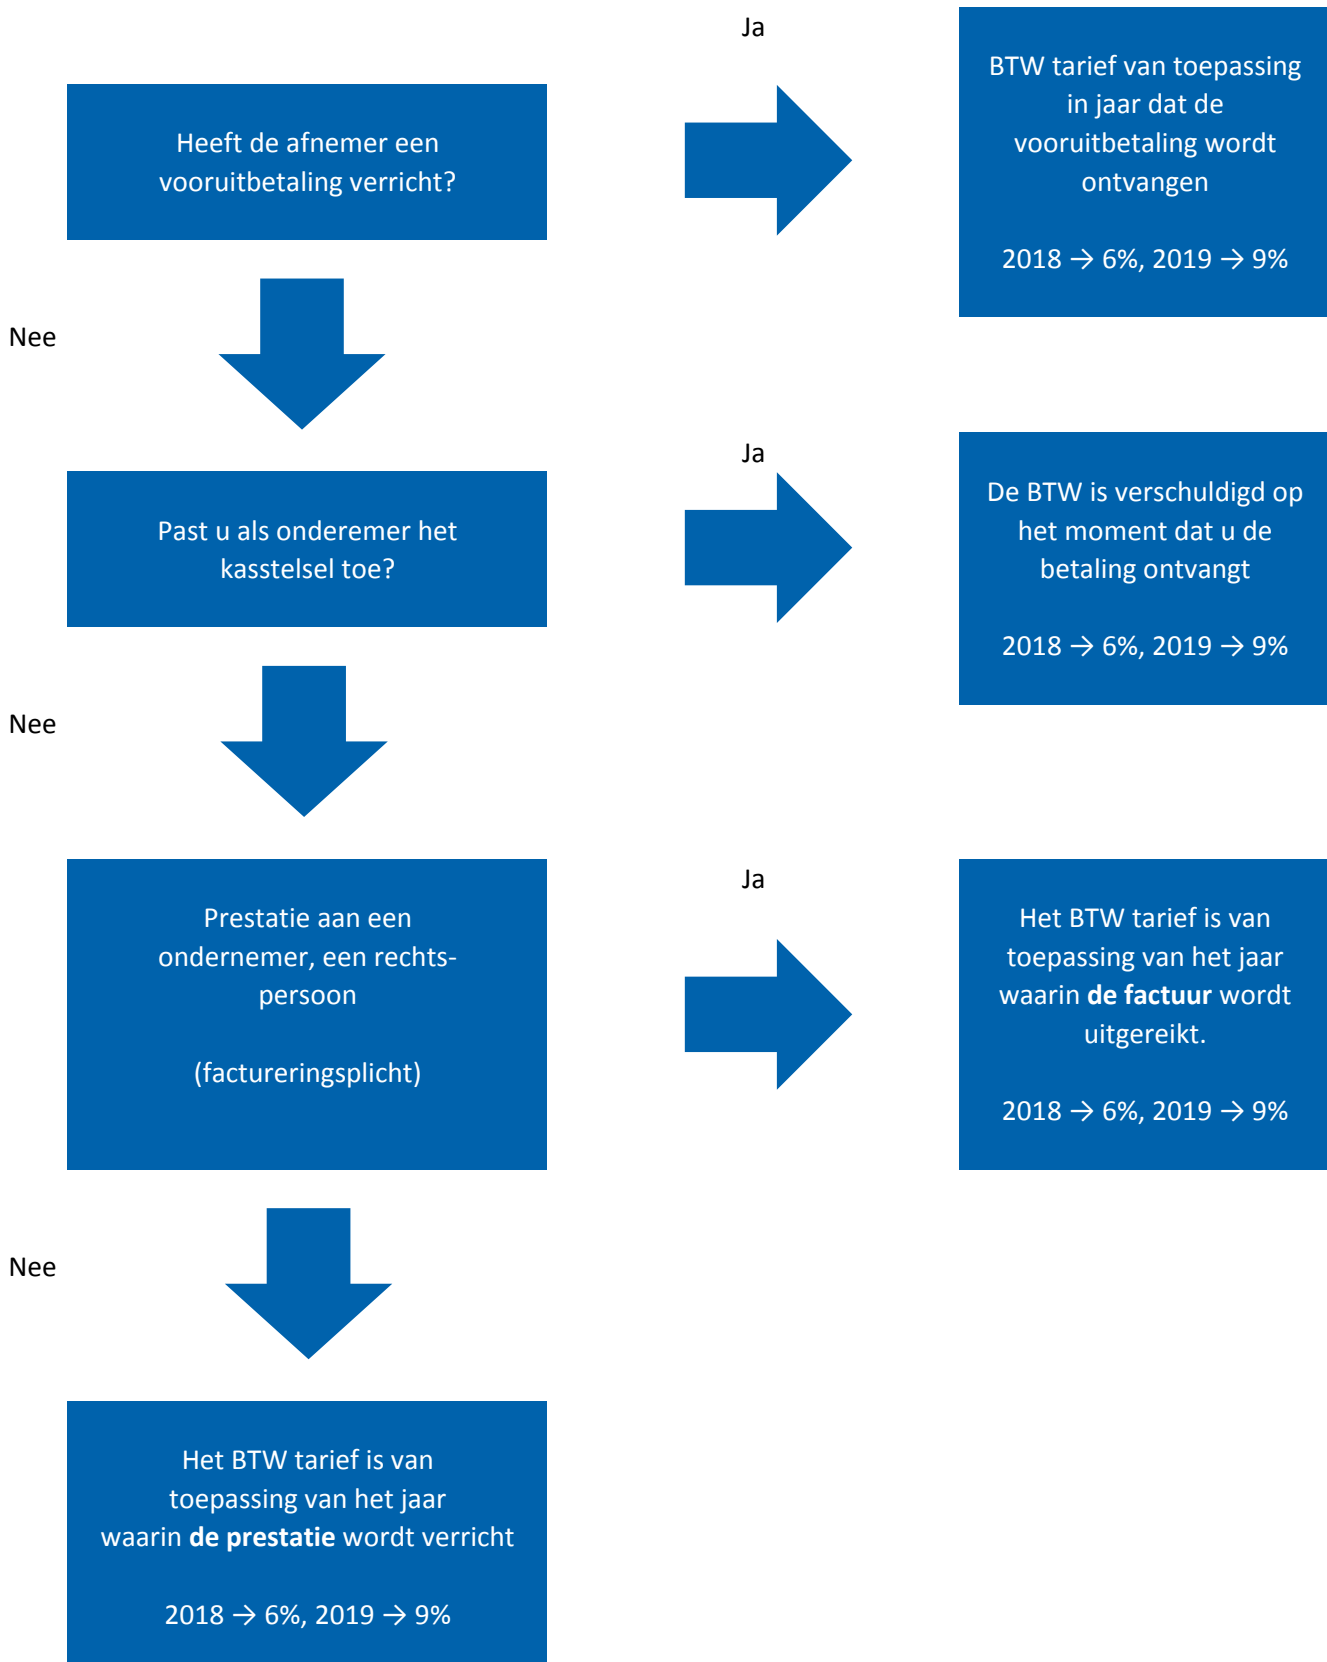 Ja
Heeft de afnemer een
vooruitbetaling verricht?
BTW tarief van toepassing
in jaar dat de
vooruitbetaling wordt
ontvangen
2018 → 6%, 2019 → 9%
Nee
Ja
Past u als onderemer het
kasstelsel toe?
De BTW is verschuldigd op
het moment dat u de
betaling ontvangt
2018 → 6%, 2019 → 9%
Nee
Ja
Prestatie aan een
ondernemer, een rechts-
persoon
(factureringsplicht)
Het BTW tarief is van
toepassing van het jaar
waarin de factuur wordt
uitgereikt.
2018 → 6%, 2019 → 9%
Nee
Het BTW tarief is van
toepassing van het jaar
waarin de prestatie wordt verricht
2018 → 6%, 2019 → 9%